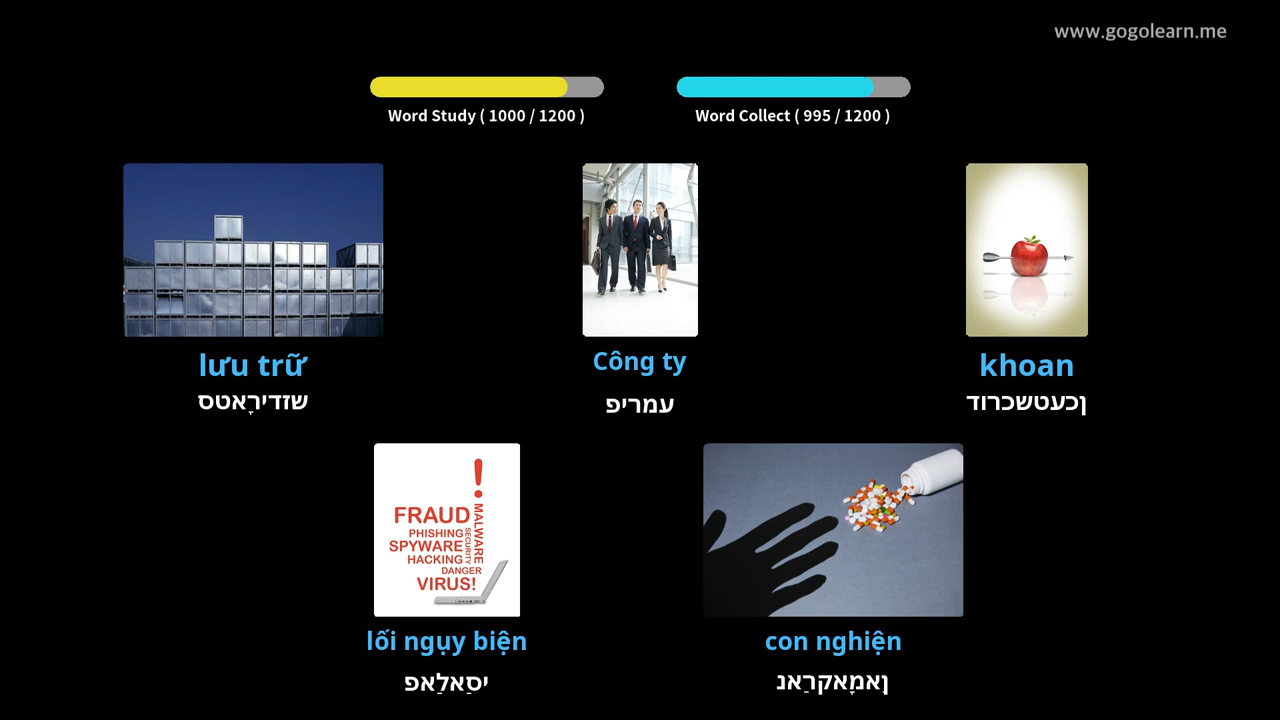 www.gogolearn.me
Word Study ( 1000 / 1200 )
Word Collect ( 995 / 1200 )
lưu trữ
שזדירָאטס
Công ty
עמריפ
khoan
ןכעטשכרוד
!
FRAUD
PHISHING
SPYWARE
HACKING
DANGER
VIRUS!
SECURITY
MALWARE
lối ngụy biện
יסַאלַאפ
con nghiện
ןַאמָאקרַאנ